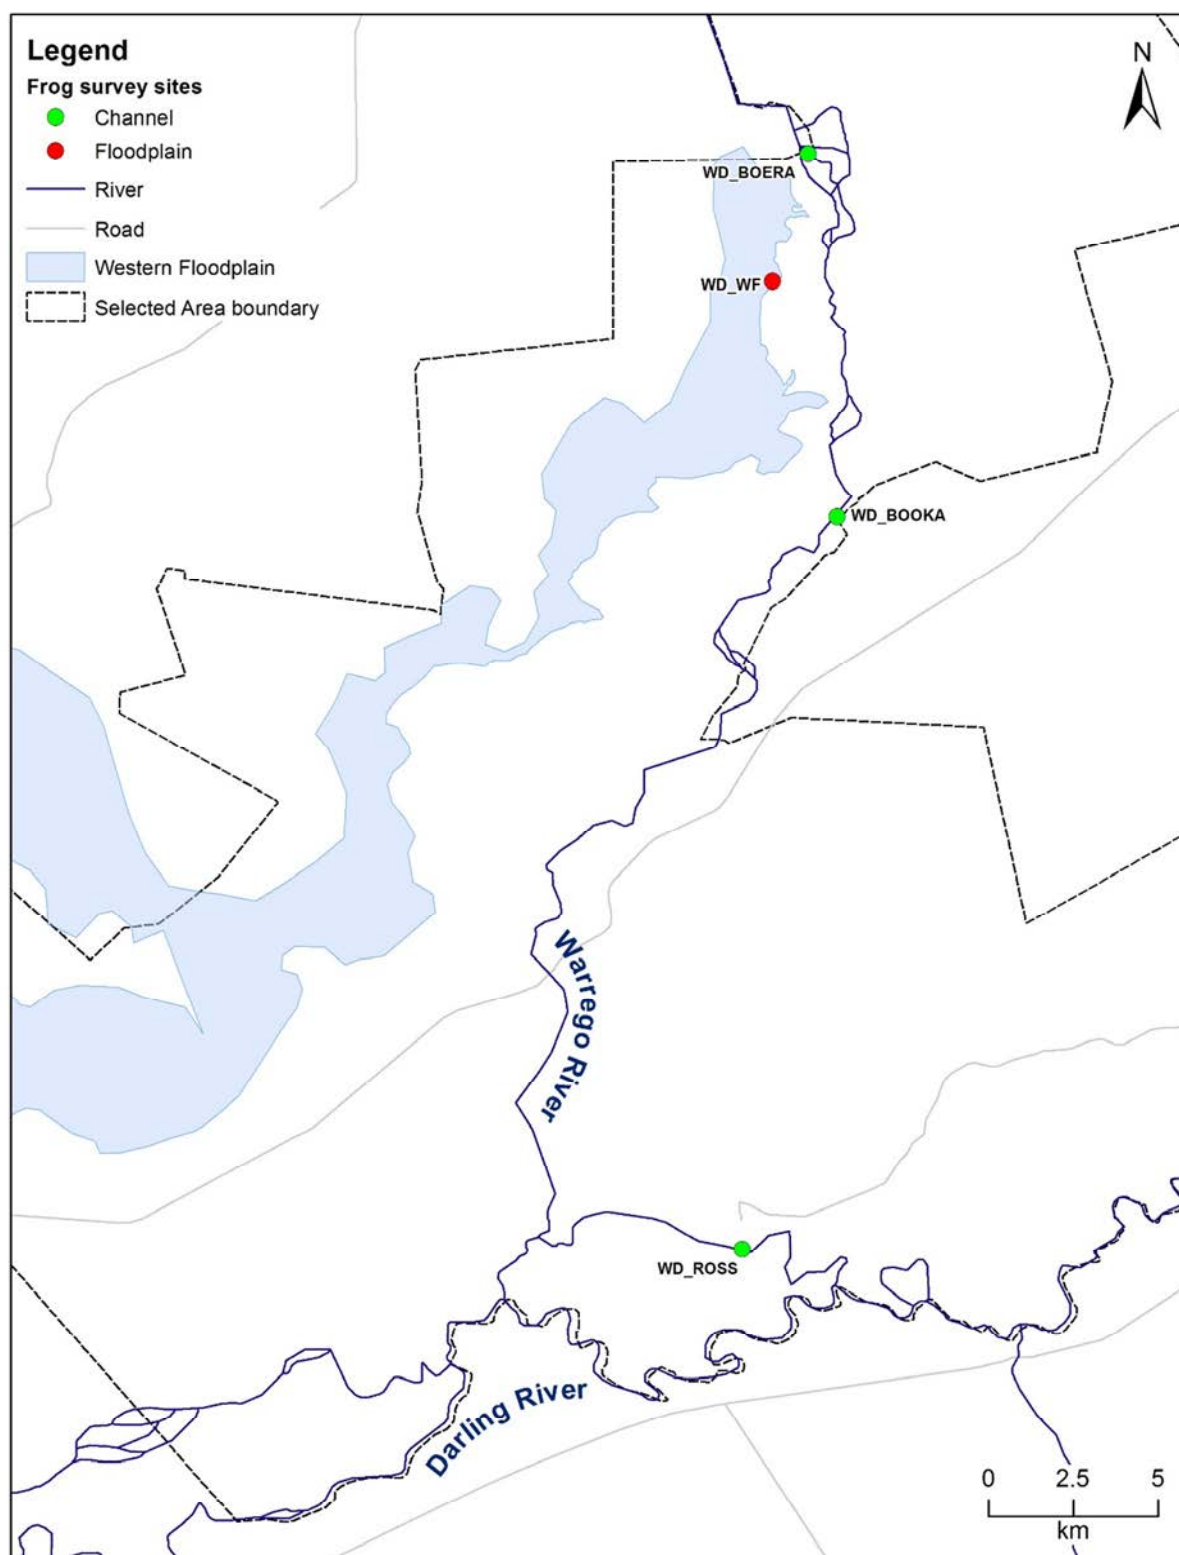 Legend
Frog survey sites
Channel
Floodplain
River
Road
Western Floodplain
Selected Area boundary
N
WD_BOERA
WD_WF
WD_BOOKA
Warrego River
WD_ROSS
Darling River
0 2.5 5
km